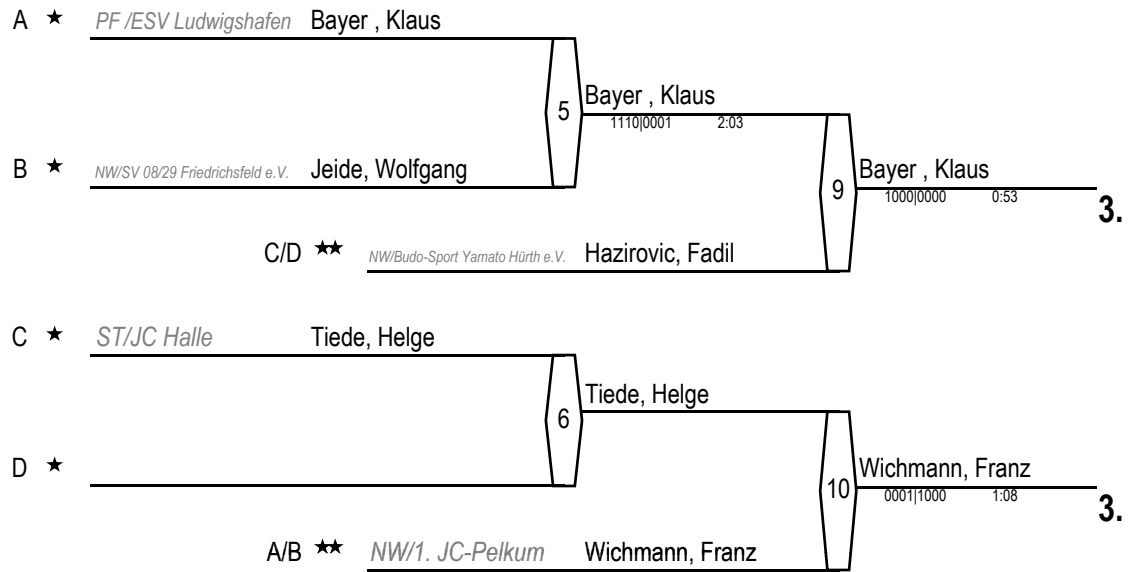 A ★ PF /ESV Ludwigshafen Bayer , Klaus
5
Bayer , Klaus
1110|0001 2:03
B ★ NW/SV 08/29 Friedrichsfeld e.V. Jeide, Wolfgang
9
Bayer , Klaus
1000|0000 0:53
3.
C/D ★★ NW/Budo-Sport Yamato Hürth e.V. Hazirovic, Fadil
C ★ ST/JC Halle Tiede, Helge
6
Tiede, Helge
D ★
10
Wichmann, Franz
0001|1000 1:08
3.
A/B ★★ NW/1. JC-Pelkum Wichmann, Franz